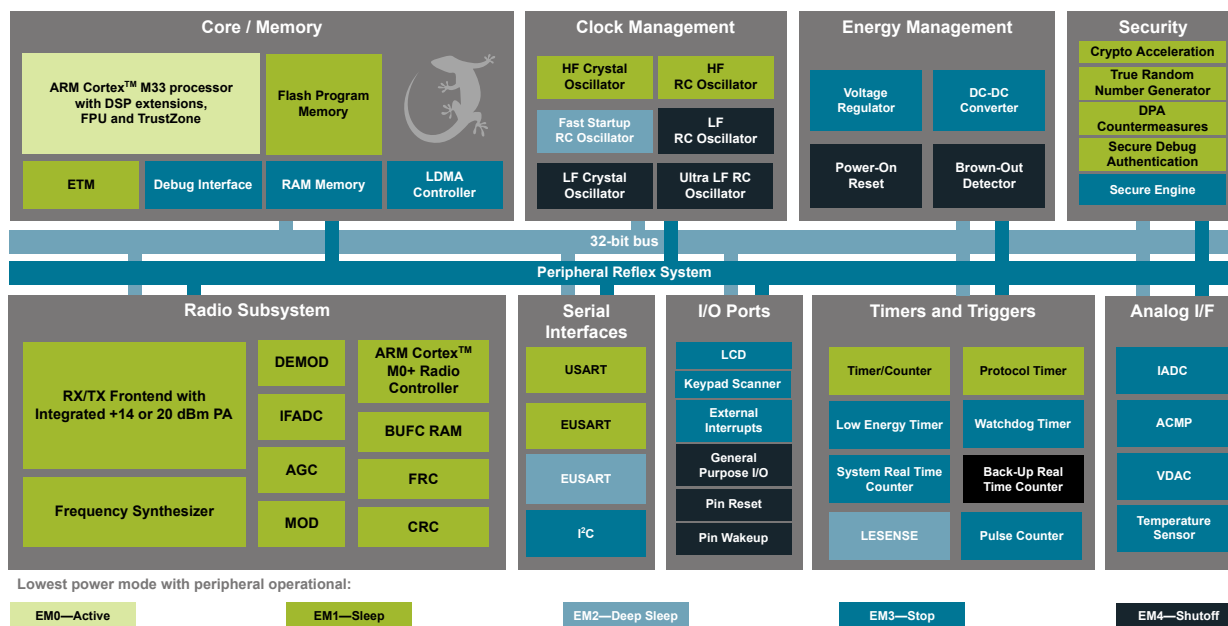 Core / Memory
ARM Cortex™ M33 processor
with DSP extensions,
FPU and TrustZone
Flash Program
Memory
ETM
Debug Interface
RAM Memory
LDMA
Controller
Clock Management
HF Crystal
Oscillator
HF
RC Oscillator
Fast Startup
RC Oscillator
LF
RC Oscillator
LF Crystal
Oscillator
Ultra LF RC
Oscillator
Energy Management
Voltage
Regulator
DC-DC
Converter
Power-On
Reset
Brown-Out
Detector
Security
Crypto Acceleration
True Random
Number Generator
DPA
Countermeasures
Secure Debug
Authentication
Secure Engine
32-bit bus
Peripheral Reflex System
Radio Subsystem
RX/TX Frontend with
Integrated +14 or 20 dBm PA
Frequency Synthesizer
DEMOD
IFADC
AGC
MOD
ARM Cortex™
M0+ Radio
Controller
BUFC RAM
FRC
CRC
Serial
Interfaces
USART
EUSART
EUSART
I²C
I/O Ports
LCD
Keypad Scanner
External
Interrupts
General
Purpose I/O
Pin Reset
Pin Wakeup
Timers and Triggers
Timer/Counter
Protocol Timer
Low Energy Timer
Watchdog Timer
System Real Time
Counter
Back-Up Real
Time Counter
LESENSE
Pulse Counter
Analog I/F
IADC
ACMP
VDAC
Temperature
Sensor
Lowest power mode with peripheral operational:
EM0—Active
EM1—Sleep
EM2—Deep Sleep
EM3—Stop
EM4—Shutoff